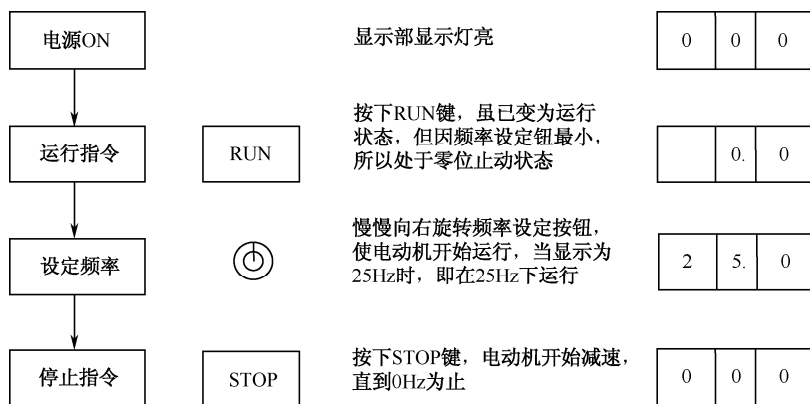 电源ON
显示部显示灯亮
0 0 0
运行指令
RUN
按下RUN键，虽已变为运行
状态，但因频率设定钮最小，
所以处于零位止动状态
0. 0
设定频率
慢慢向右旋转频率设定按钮，
使电动机开始运行，当显示为
25Hz时，即在25Hz下运行
2 5. 0
停止指令
STOP
按下STOP键，电动机开始减速，
直到0Hz为止
0 0 0